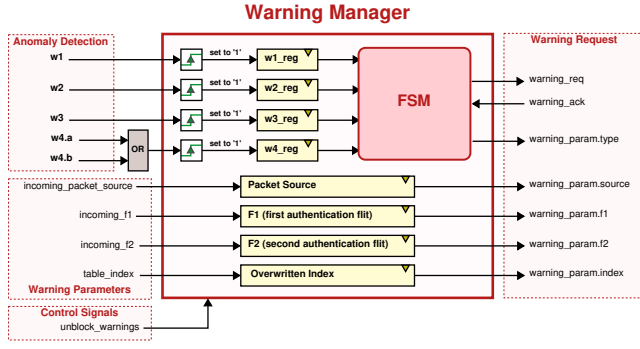 Warning Manager
Anomaly Detection
Warning Request
w1
set to '1'
w1_reg
w2
set to '1'
w2_reg
w3
set to '1'
w3_reg
w4.a
w4.b
OR
set to '1'
w4_reg
FSM
warning_req
warning_ack
warning_param.type
incoming_packet_source
Packet Source
warning_param.source
incoming_f1
F1 (first authentication flit)
warning_param.f1
incoming_f2
F2 (second authentication flit)
warning_param.f2
table_index
Overwritten Index
warning_param.index
Warning Parameters
Control Signals
unblock_warnings